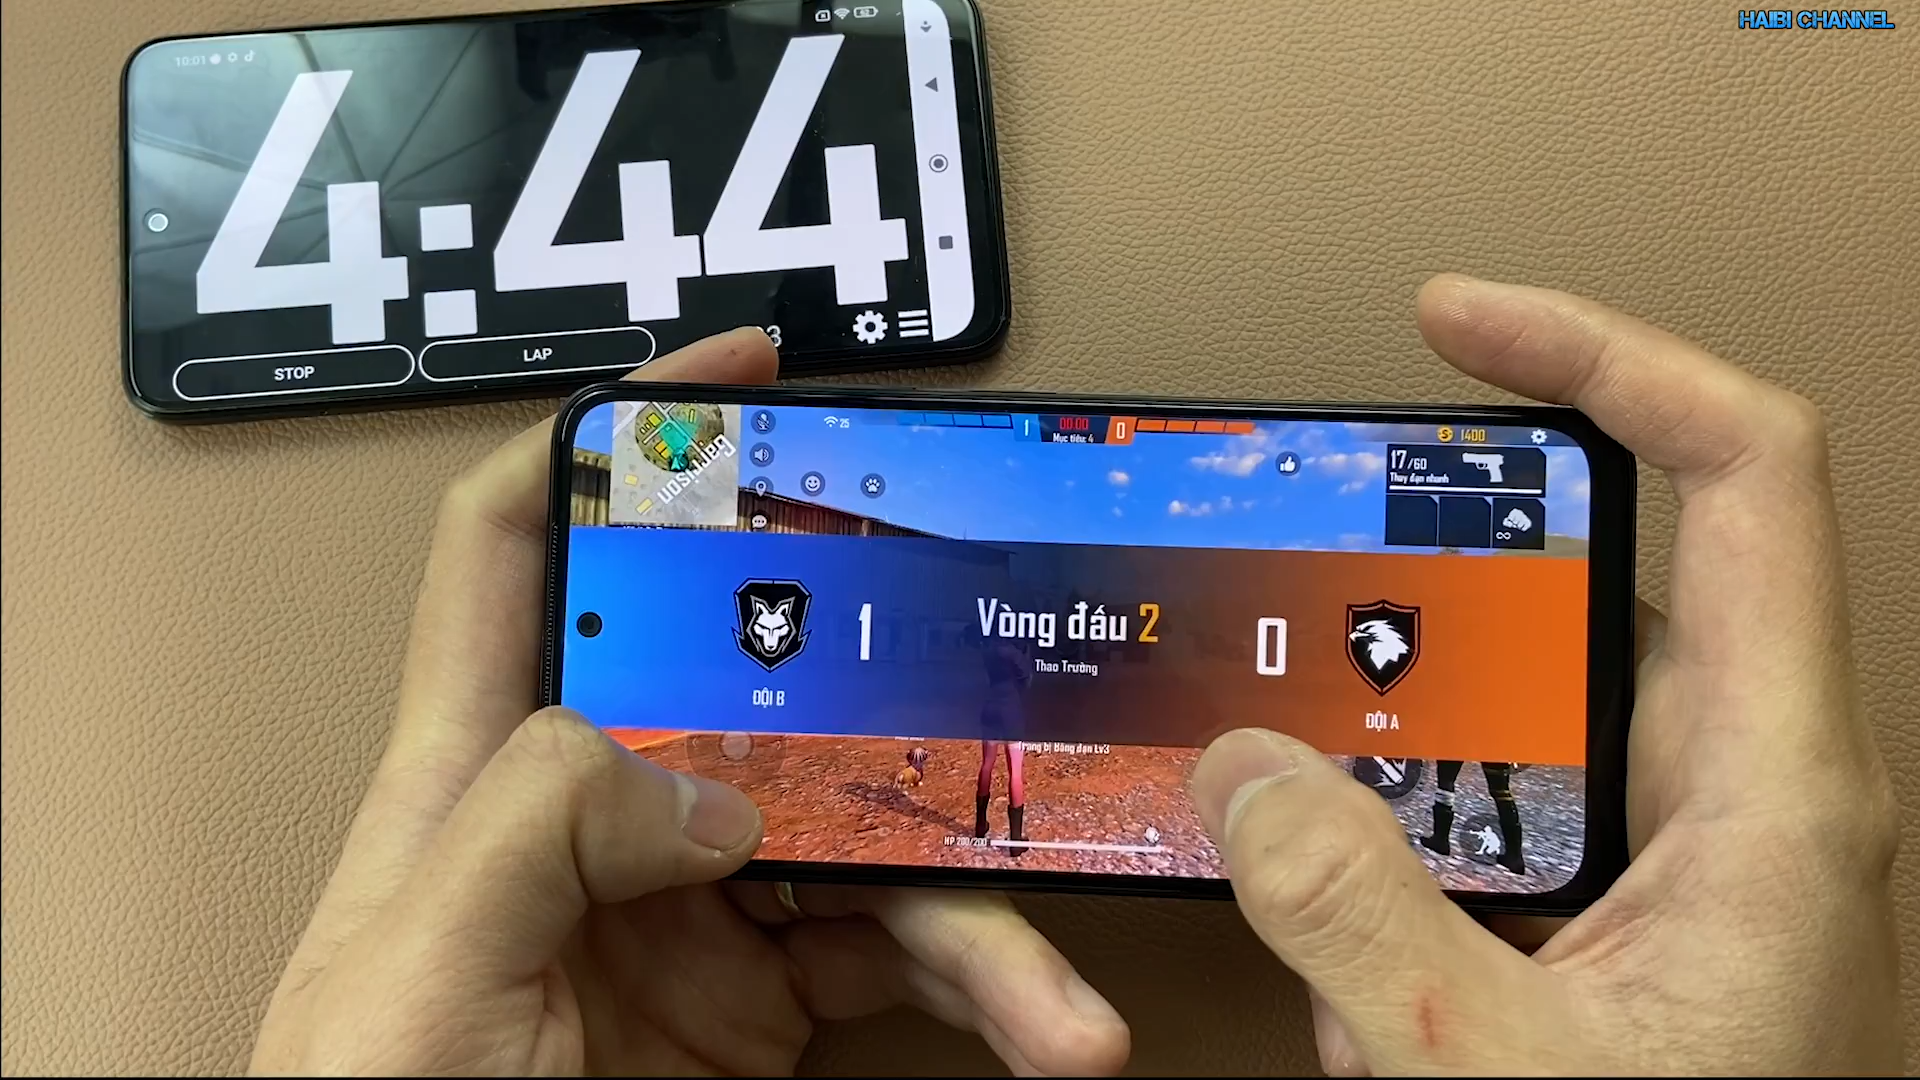 HAIBI CHANNEL
10:01
4:44
STOP
LAP
Garrison
25
1
00:00
Mục tiêu: 4
0
1400
17/60
Thay đạn nhanh
∞
1
Vòng đấu 2
0
Thao Trường
ĐỘI B
ĐỘI A
Trang bị Băng đạn Lv3
HP 200/200